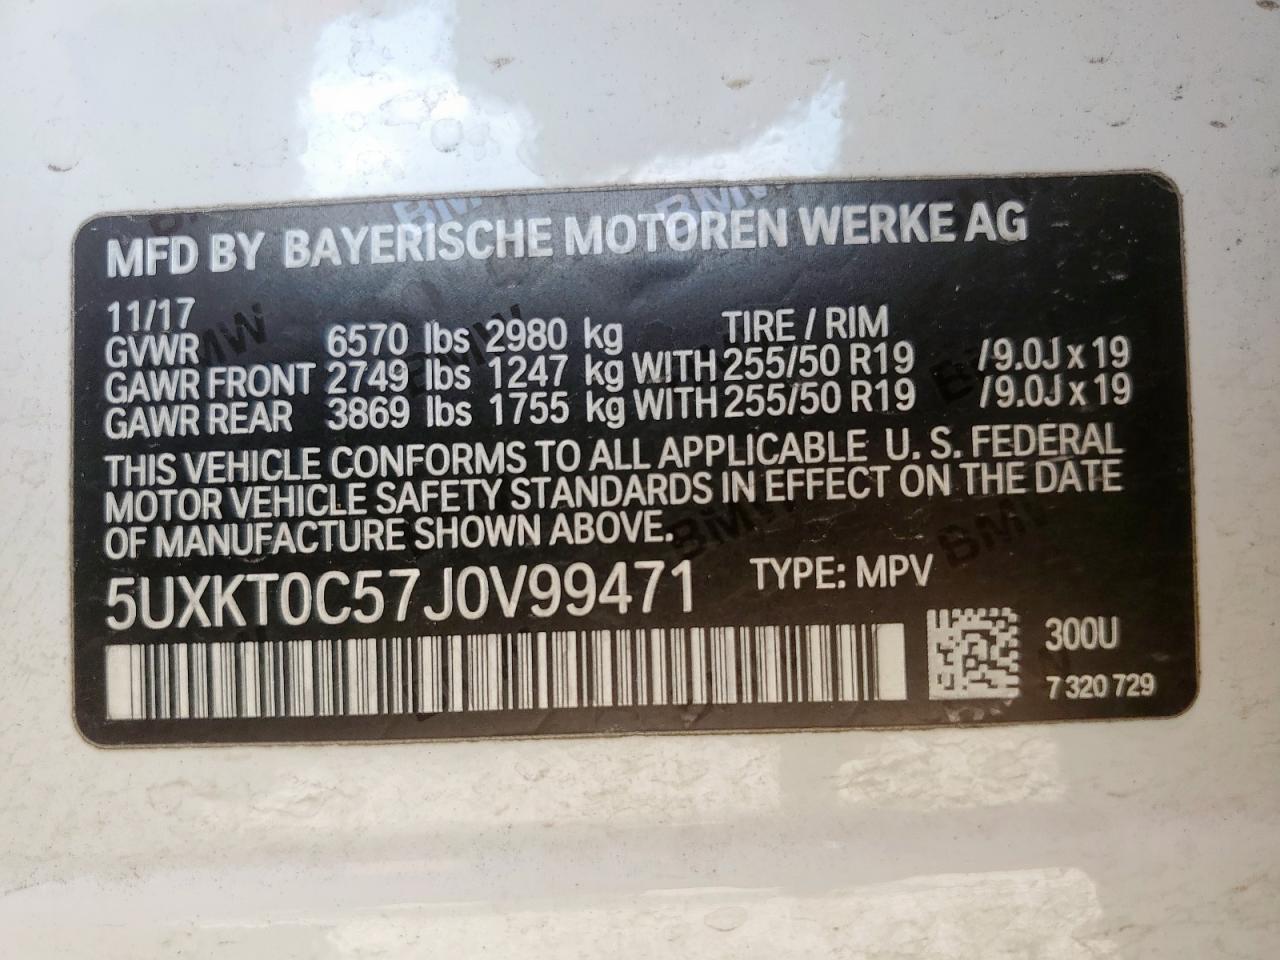 MFD BY BAYERISCHE MOTOREN WERKE AG
11/17
GVWR 6570 lbs 2980 kg TIRE / RIM
GAWR FRONT 2749 lbs 1247 kg WITH 255/50 R19 /9.0J x 19
GAWR REAR 3869 lbs 1755 kg WITH 255/50 R19 /9.0J x 19
THIS VEHICLE CONFORMS TO ALL APPLICABLE U. S. FEDERAL
MOTOR VEHICLE SAFETY STANDARDS IN EFFECT ON THE DATE
OF MANUFACTURE SHOWN ABOVE.
5UXKT0C57J0V99471 TYPE: MPV
300U
7 320 729